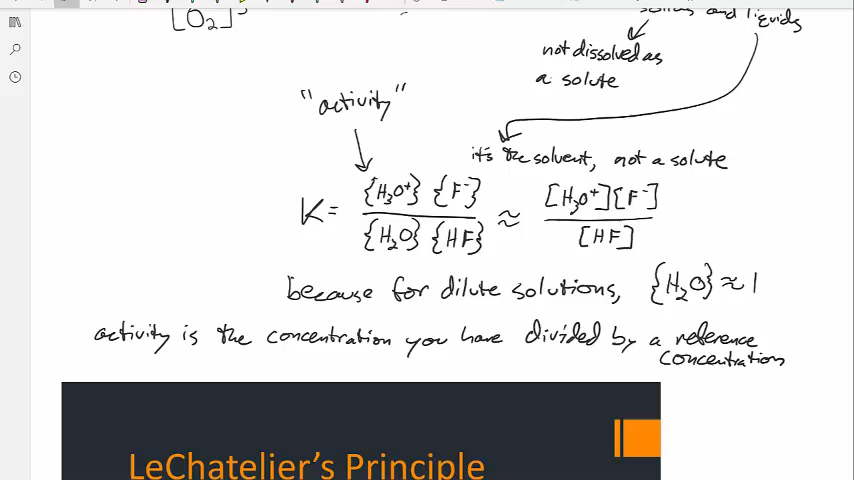 [O₂]³
solids and liquids
not dissolved as
a solute
"activity"
it's the solvent, not a solute
K = {H₃O⁺} {F⁻} / {H₂O} {HF} ≈ [H₃O⁺][F⁻] / [HF]
because for dilute solutions, {H₂O} ≈ 1
activity is the concentration you have divided by a reference
concentration
LeChatelier's Principle